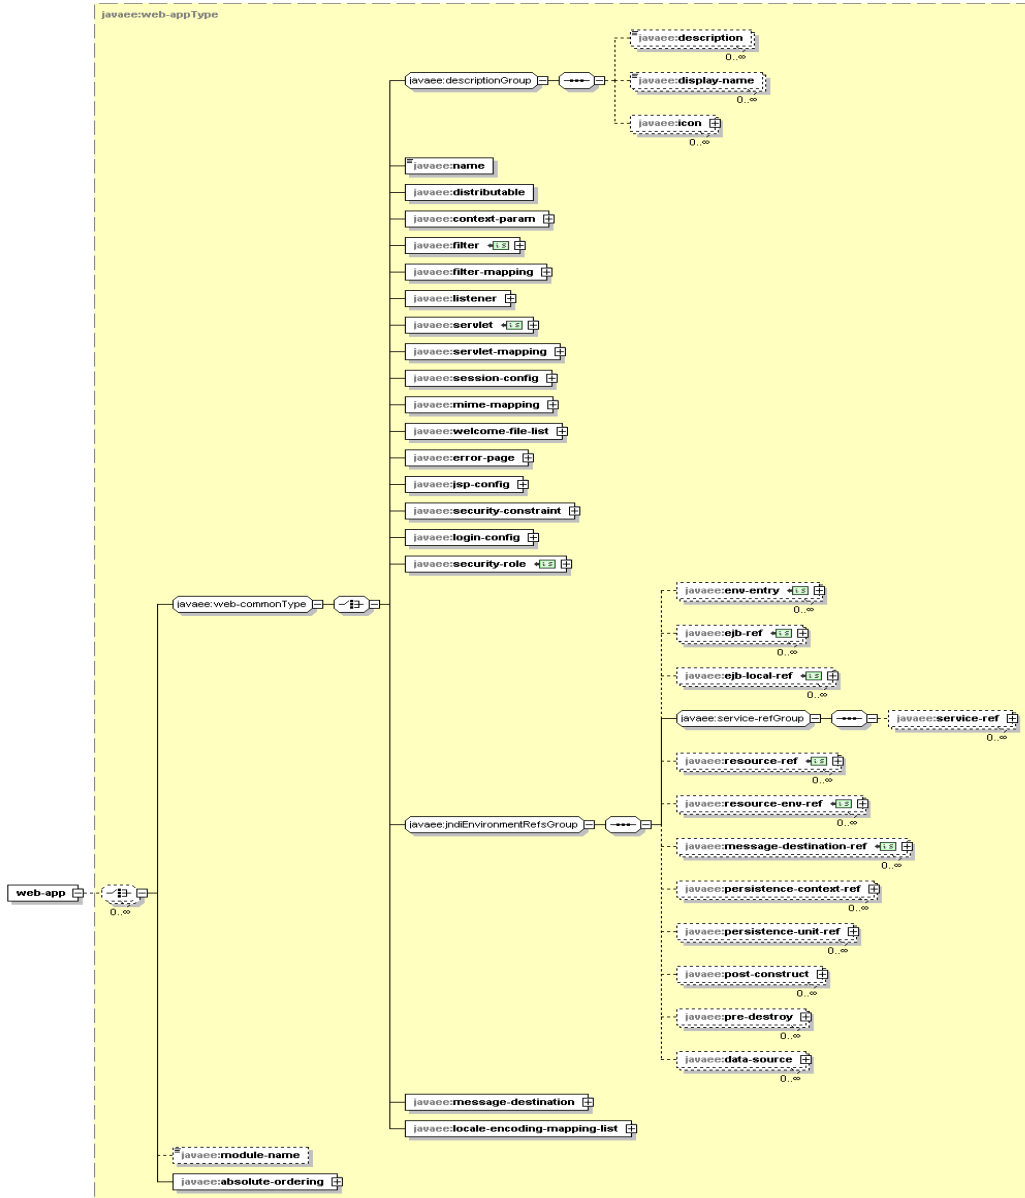 javaee:web-appType
javaee:description
0..∞
javaee:descriptionGroup
javaee:display-name
0..∞
javaee:icon
0..∞
javaee:name
javaee:distributable
javaee:context-param
javaee:filter
javaee:filter-mapping
javaee:listener
javaee:servlet
javaee:servlet-mapping
javaee:session-config
javaee:mime-mapping
javaee:welcome-file-list
javaee:error-page
javaee:jsp-config
javaee:security-constraint
javaee:login-config
javaee:security-role
javaee:web-commonType
javaee:env-entry
0..∞
javaee:ejb-ref
0..∞
javaee:ejb-local-ref
0..∞
javaee:service-refGroup
javaee:service-ref
0..∞
javaee:resource-ref
0..∞
javaee:resource-env-ref
0..∞
javaee:jndiEnvironmentRefsGroup
javaee:message-destination-ref
0..∞
javaee:persistence-context-ref
0..∞
web-app
0..∞
javaee:persistence-unit-ref
0..∞
javaee:post-construct
0..∞
javaee:pre-destroy
0..∞
javaee:data-source
0..∞
javaee:message-destination
javaee:locale-encoding-mapping-list
javaee:module-name
javaee:absolute-ordering